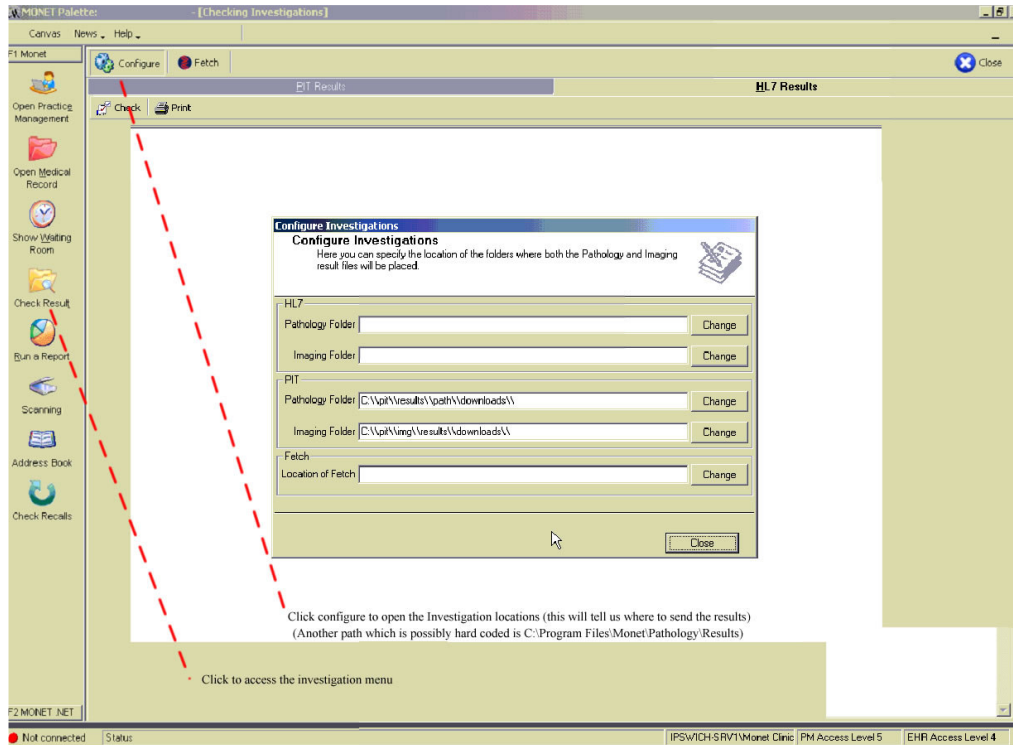 MONET Palette: - [Checking Investigations]
Canvas News Help
F1 Monet
Configure Fetch Close
PIT Results HL7 Results
Check Print
Open Practice
Management
Open Medical
Record
Show Waiting
Room
Check Result
Run a Report
Scanning
Address Book
Check Recalls
Configure Investigations
Configure Investigations
Here you can specify the location of the folders where both the Pathology and Imaging
result files will be placed.
HL7
Pathology Folder Change
Imaging Folder Change
PIT
Pathology Folder C:\\pit\\results\\path\\downloads\\ Change
Imaging Folder C:\\pit\\img\\results\\downloads\\ Change
Fetch
Location of Fetch Change
Close
Click configure to open the Investigation locations (this will tell us where to send the results)
(Another path which is possibly hard coded is C:\Program Files\Monet\Pathology\Results)
Click to access the investigation menu
F2 MONET .NET
Not connected Status IPSWICH-SRV1\Monet Clinic PM Access Level 5 EHR Access Level 4